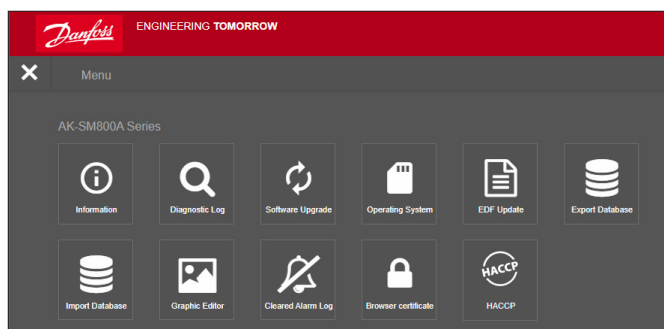 Danfoss
ENGINEERING TOMORROW
Menu
AK-SM800A Series
Information
Diagnostic Log
Software Upgrade
Operating System
EDF Update
Export Database
Import Database
Graphic Editor
Cleared Alarm Log
Browser certificate
HACCP
HACCP